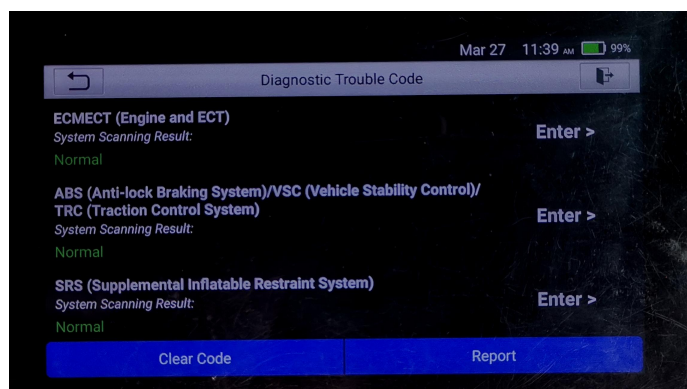 Mar 27 11:39 AM 99%
Diagnostic Trouble Code
ECMECT (Engine and ECT)
System Scanning Result:
Enter >
Normal
ABS (Anti-lock Braking System)/VSC (Vehicle Stability Control)/
TRC (Traction Control System)
System Scanning Result:
Enter >
Normal
SRS (Supplemental Inflatable Restraint System)
System Scanning Result:
Enter >
Normal
Clear Code
Report